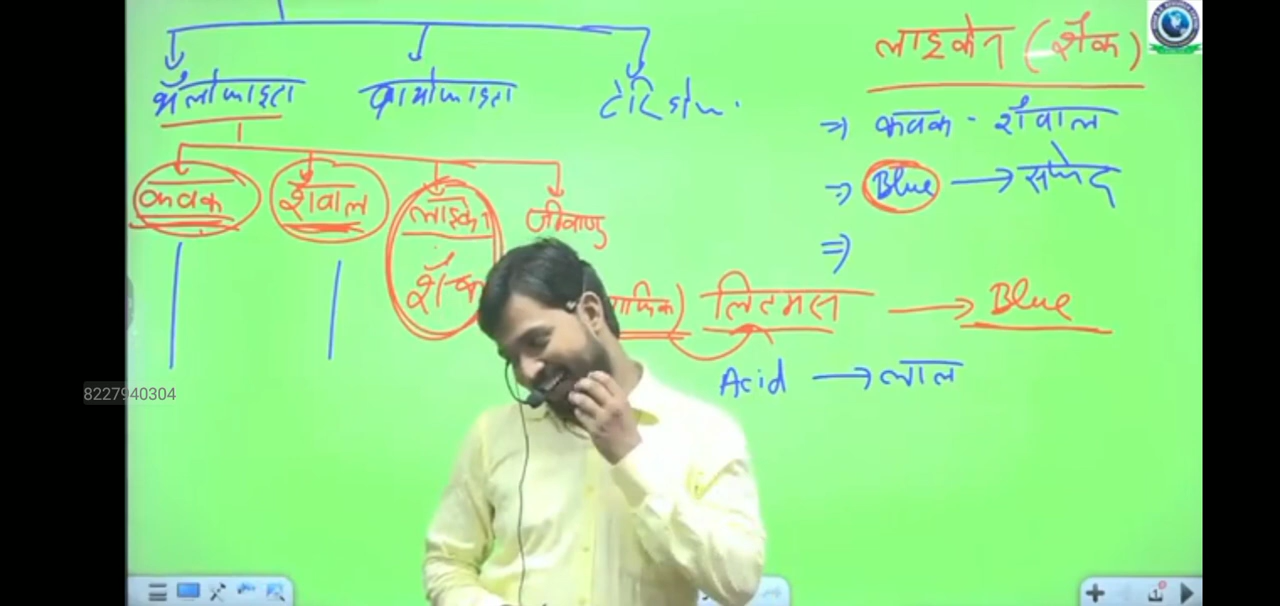 लाइकेन (शैक)
थैलोफाइटा ब्रायोफाइटा टेरिडोफा.
⇒ कवक - शैवाल
कवक शैवाल लाइकेन जीवाणु
⇒ Blue → सफेद
शैक
⇒
लिटमस → Blue
Acid → लाल
8227940304